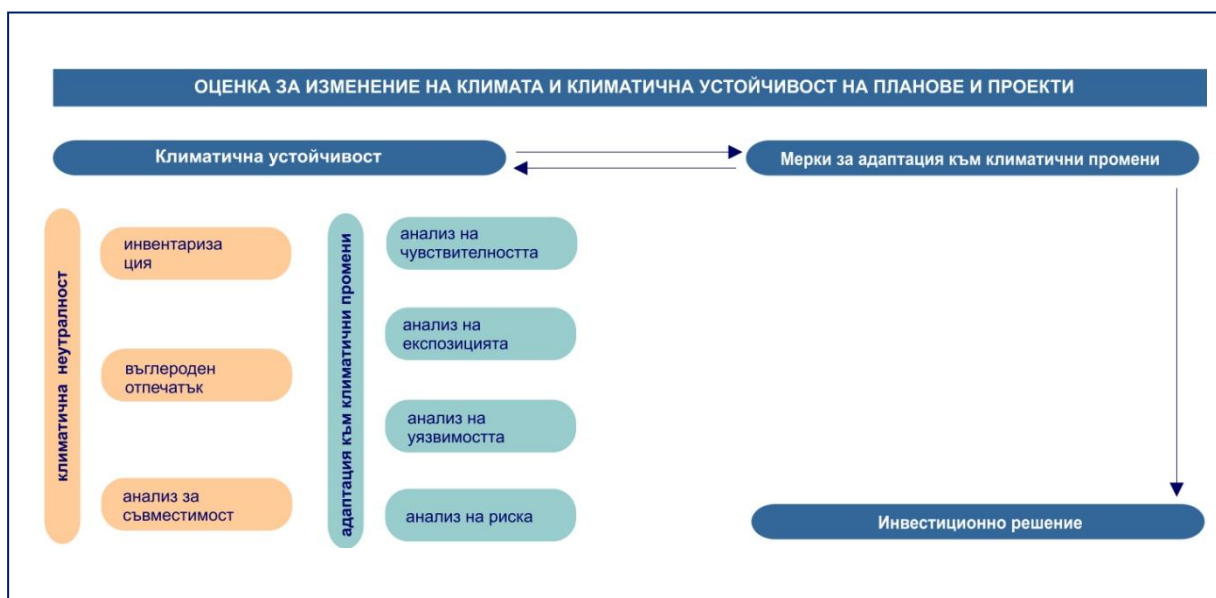 ОЦЕНКА ЗА ИЗМЕНЕНИЕ НА КЛИМАТА И КЛИМАТИЧНА УСТОЙЧИВОСТ НА ПЛАНОВЕ И ПРОЕКТИ
Климатична устойчивост
Мерки за адаптация към климатични промени
климатична неутралност
инвентариза
ция
въглероден
отпечатък
анализ за
съвместимост
адаптация към климатични промени
анализ на
чувствителността
анализ на
експозицията
анализ на
уязвимостта
анализ на риска
Инвестиционно решение